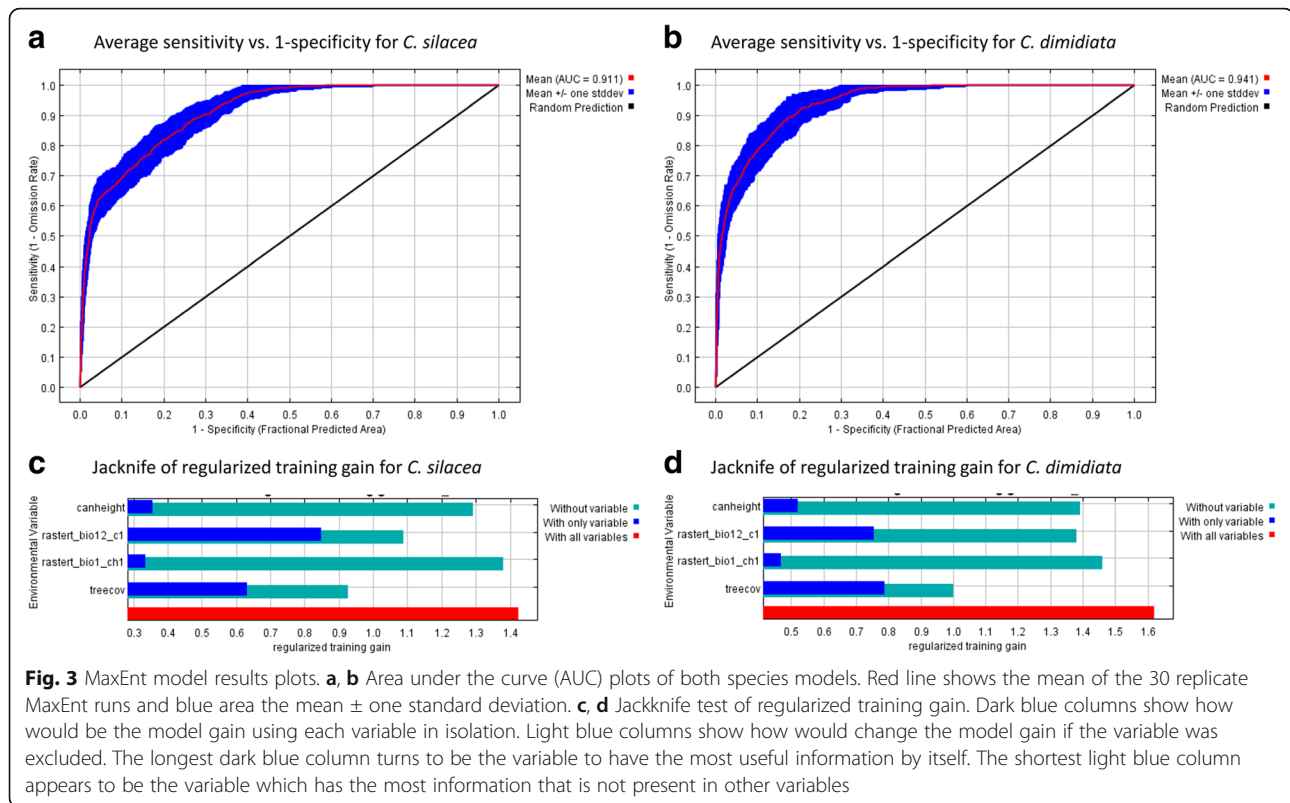 a Average sensitivity vs. 1-specificity for C. silacea
Mean (AUC = 0.911)
Mean +/- one stddev
Random Prediction
Sensitivity (1 - Omission Rate)
1.0
0.9
0.8
0.7
0.6
0.5
0.4
0.3
0.2
0.1
0.0
0.0 0.1 0.2 0.3 0.4 0.5 0.6 0.7 0.8 0.9 1.0
1 - Specificity (Fractional Predicted Area)
b Average sensitivity vs. 1-specificity for C. dimidiata
Mean (AUC = 0.941)
Mean +/- one stddev
Random Prediction
Sensitivity (1 - Omission Rate)
1.0
0.9
0.8
0.7
0.6
0.5
0.4
0.3
0.2
0.1
0.0
0.0 0.1 0.2 0.3 0.4 0.5 0.6 0.7 0.8 0.9 1.0
1 - Specificity (Fractional Predicted Area)
c Jacknife of regularized training gain for C. silacea
Environmental Variable
canheight
rastert_bio12_c1
rastert_bio1_ch1
treecov
Without variable
With only variable
With all variables
0.3 0.4 0.5 0.6 0.7 0.8 0.9 1.0 1.1 1.2 1.3 1.4
regularized training gain
d Jacknife of regularized training gain for C. dimidiata
Environmental Variable
canheight
rastert_bio12_c1
rastert_bio1_ch1
treecov
Without variable
With only variable
With all variables
0.5 0.6 0.7 0.8 0.9 1.0 1.1 1.2 1.3 1.4 1.5 1.6
regularized training gain
Fig. 3 MaxEnt model results plots. a, b Area under the curve (AUC) plots of both species models. Red line shows the mean of the 30 replicate
MaxEnt runs and blue area the mean ± one standard deviation. c, d Jackknife test of regularized training gain. Dark blue columns show how
would be the model gain using each variable in isolation. Light blue columns show how would change the model gain if the variable was
excluded. The longest dark blue column turns to be the variable to have the most useful information by itself. The shortest light blue column
appears to be the variable which has the most information that is not present in other variables